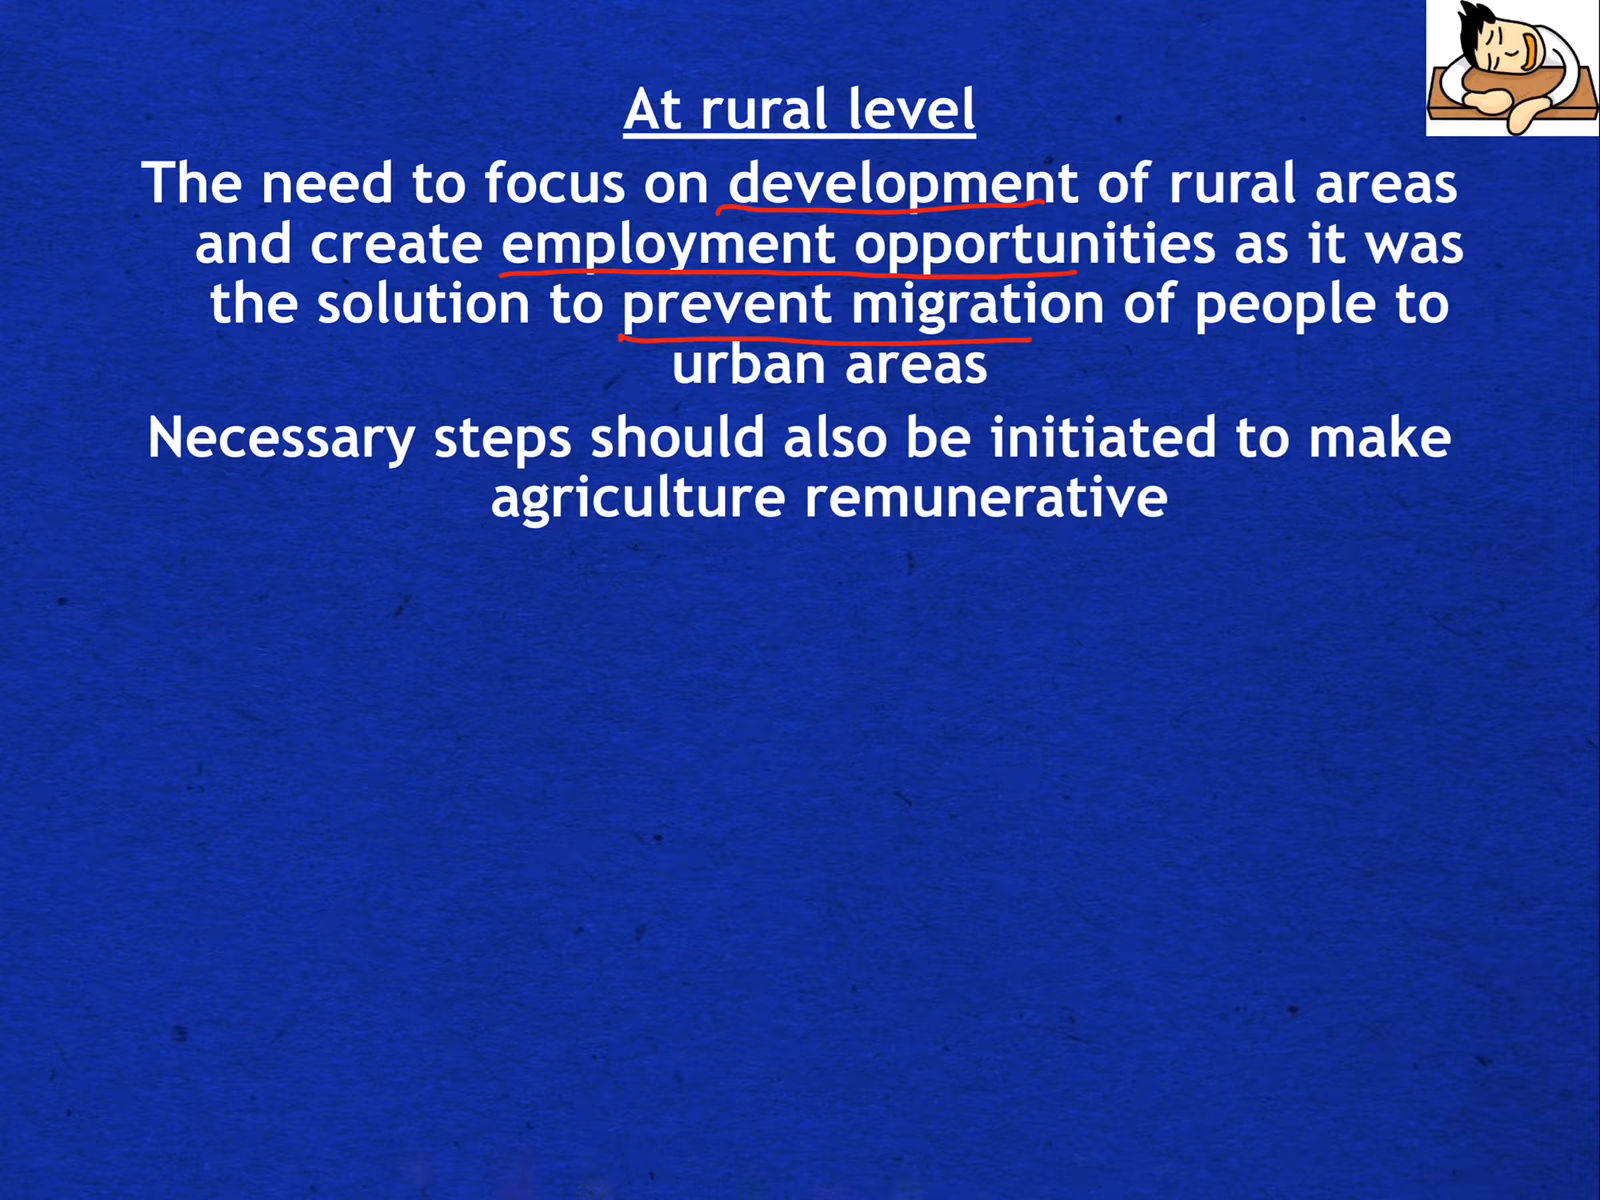 At rural level
The need to focus on development of rural areas
and create employment opportunities as it was
the solution to prevent migration of people to
urban areas
Necessary steps should also be initiated to make
agriculture remunerative